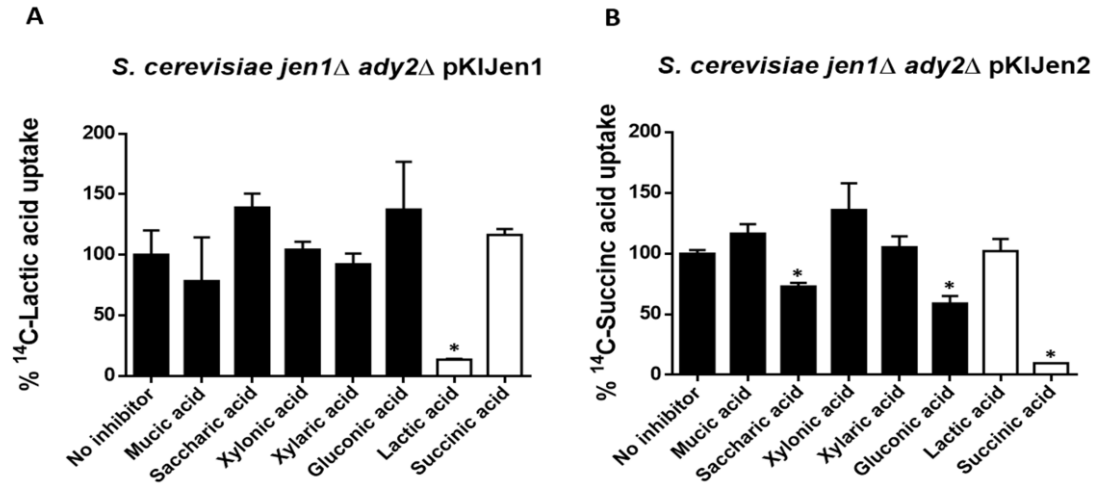 A
S. cerevisiae jen1Δ ady2Δ pKlJen1
% ¹⁴C-Lactic acid uptake
200
150
100
50
0
*
No inhibitor
Mucic acid
Saccharic acid
Xylonic acid
Xylaric acid
Gluconic acid
Lactic acid
Succinic acid
B
S. cerevisiae jen1Δ ady2Δ pKlJen2
% ¹⁴C-Succinc acid uptake
200
150
100
50
0
*
*
*
No inhibitor
Mucic acid
Saccharic acid
Xylonic acid
Xylaric acid
Gluconic acid
Lactic acid
Succinic acid